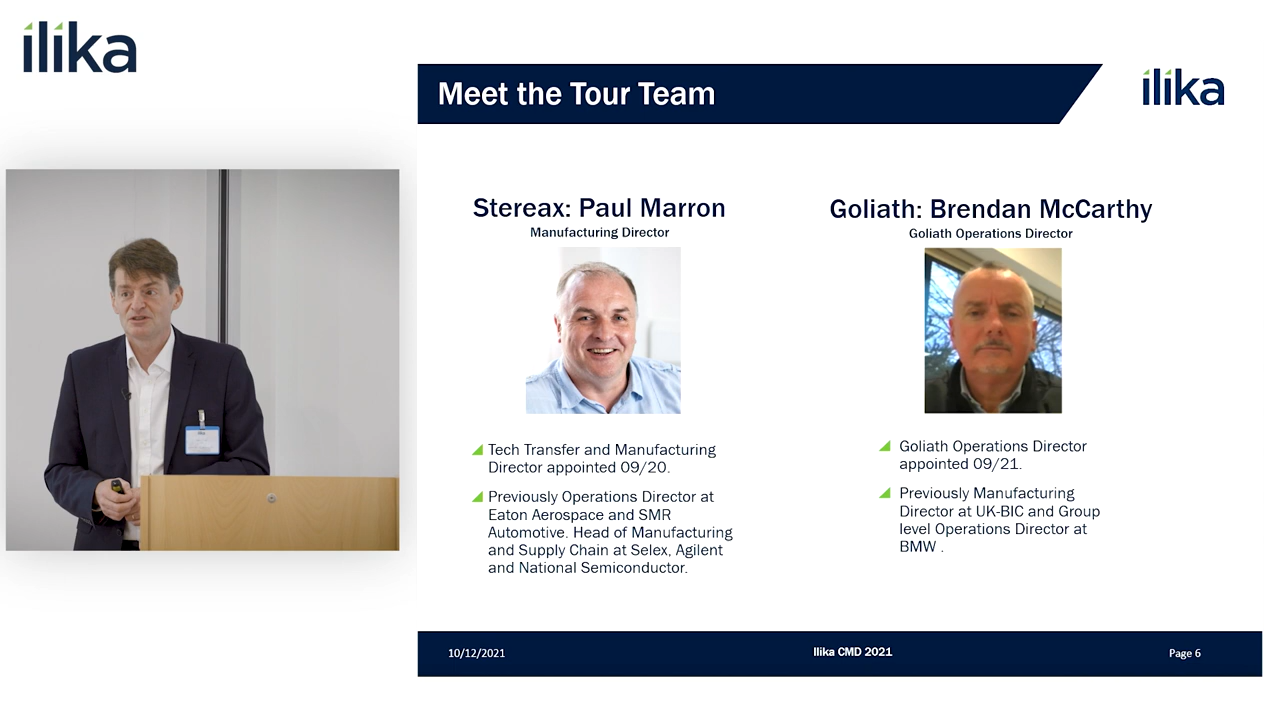 ilika
Meet the Tour Team
ilika
Stereax: Paul Marron
Manufacturing Director
Tech Transfer and Manufacturing
Director appointed 09/20.
Previously Operations Director at
Eaton Aerospace and SMR
Automotive. Head of Manufacturing
and Supply Chain at Selex, Agilent
and National Semiconductor.
Goliath: Brendan McCarthy
Goliath Operations Director
Goliath Operations Director
appointed 09/21.
Previously Manufacturing
Director at UK-BIC and Group
level Operations Director at
BMW .
10/12/2021
Ilika CMD 2021
Page 6